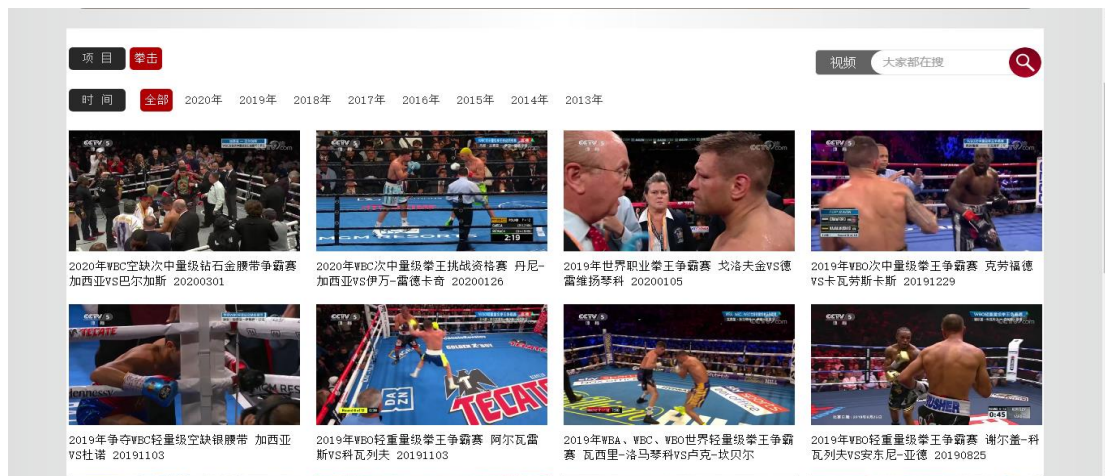 项 目 拳击
视频 大家都在搜
时 间 全部 2020年 2019年 2018年 2017年 2016年 2015年 2014年 2013年
CCTV 5
CCTV 5
CCTV 5
2:19
0:45
2020年WBC空缺次中量级钻石金腰带争霸赛
加西亚VS巴尔加斯 20200301
2020年WBC次中量级拳王挑战资格赛 丹尼-
加西亚VS伊万-雷德卡奇 20200126
2019年世界职业拳王争霸赛 戈洛夫金VS德
雷维扬琴科 20200105
2019年WBO次中量级拳王争霸赛 克劳福德
VS卡瓦劳斯卡斯 20191229
TECATE
DAZN
TECATE
USHER
2019年争夺WBC轻量级空缺银腰带 加西亚
VS杜诺 20191103
2019年WBO轻重量级拳王争霸赛 阿尔瓦雷
斯VS科瓦列夫 20191103
2019年WBA、WBC、WBO世界轻量级拳王争霸
赛 瓦西里-洛马琴科VS卢克-坎贝尔
2019年WBO轻重量级拳王争霸赛 谢尔盖-科
瓦列夫VS安东尼-亚德 20190825